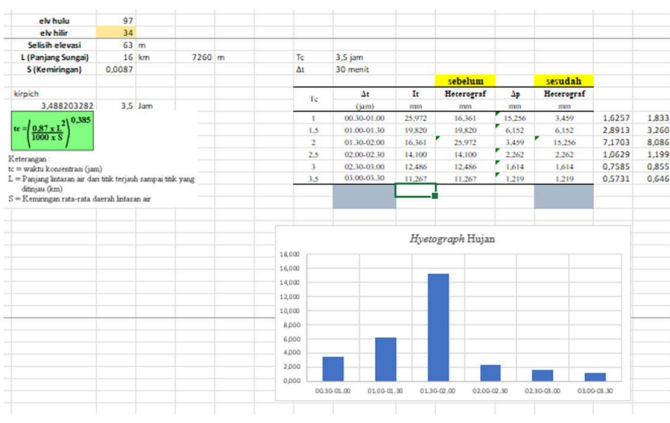 elv hulu 97
elv hilir 34
Selisih elevasi 63 m
L (Panjang Sungai) 16 km 7260 m Tc 3,5 jam
S (Kemiringan) 0,0087 Δt 30 menit
sebelum sesudah
kirpich
3,488203282 3,5 Jam
tc = (0.87 x L² / 1000 x S)^0.385
Keterangan :
tc = waktu konsentrasi (jam)
L = Panjang lintaran air dari titik terjauh sampai titik yang
ditinjau (km)
S = Kemiringan rata-rata daerah lintaran air
Tc Δt It Heterograf Δp Heterograf
(jam) mm mm mm mm
1 00.30-01.00 25,972 16,361 15,256 3,459 1,6257 1,833
1,5 01.00-01.30 19,820 19,820 6,152 6,152 2,8913 3,260
2 01.30-02.00 16,361 25,972 3,459 15,256 7,1703 8,086
2,5 02.00-02.30 14,100 14,100 2,262 2,262 1,0629 1,199
3 02.30-03.00 12,486 12,486 1,614 1,614 0,7585 0,855
3,5 03.00-03.30 11,267 11,267 1,219 1,219 0,5731 0,646
Hyetograph Hujan
18,000
16,000
14,000
12,000
10,000
8,000
6,000
4,000
2,000
0,000
00.30-01.00 01.00-01.30 01.30-02.00 02.00-02.30 02.30-03.00 03.00-03.30